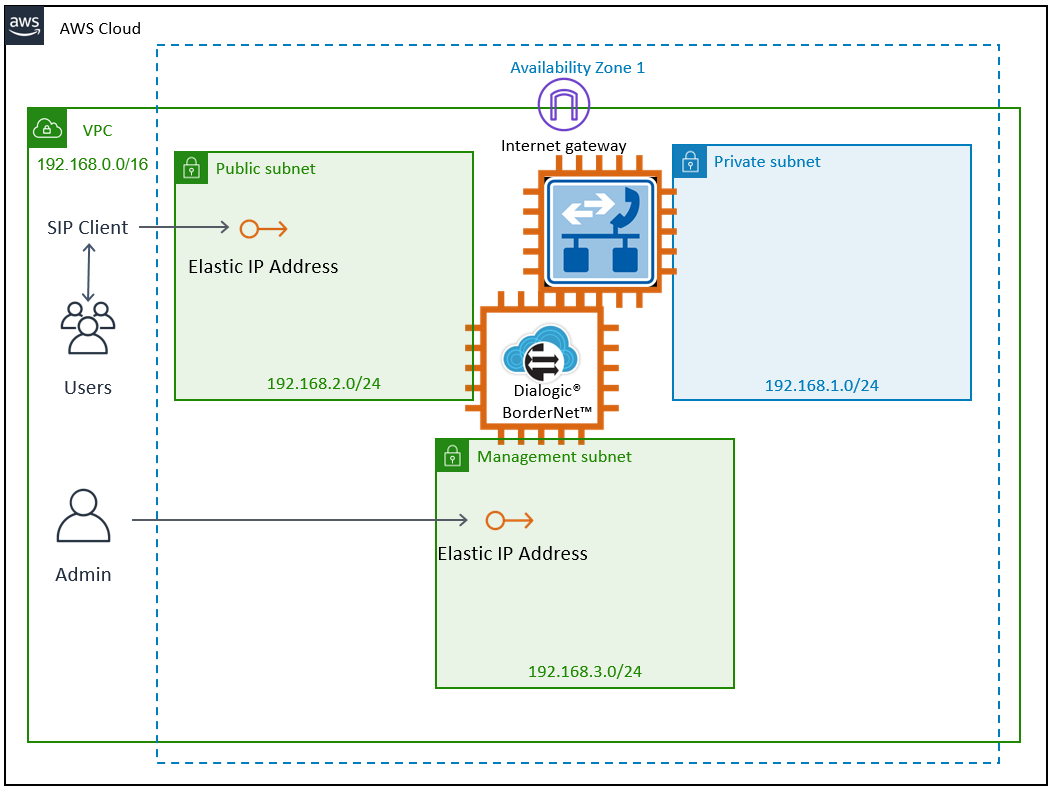 aws
AWS Cloud
Availability Zone 1
VPC
192.168.0.0/16
Internet gateway
Public subnet
Private subnet
SIP Client
Elastic IP Address
192.168.2.0/24
192.168.1.0/24
Users
Dialogic®
BorderNet™
Management subnet
Elastic IP Address
Admin
192.168.3.0/24